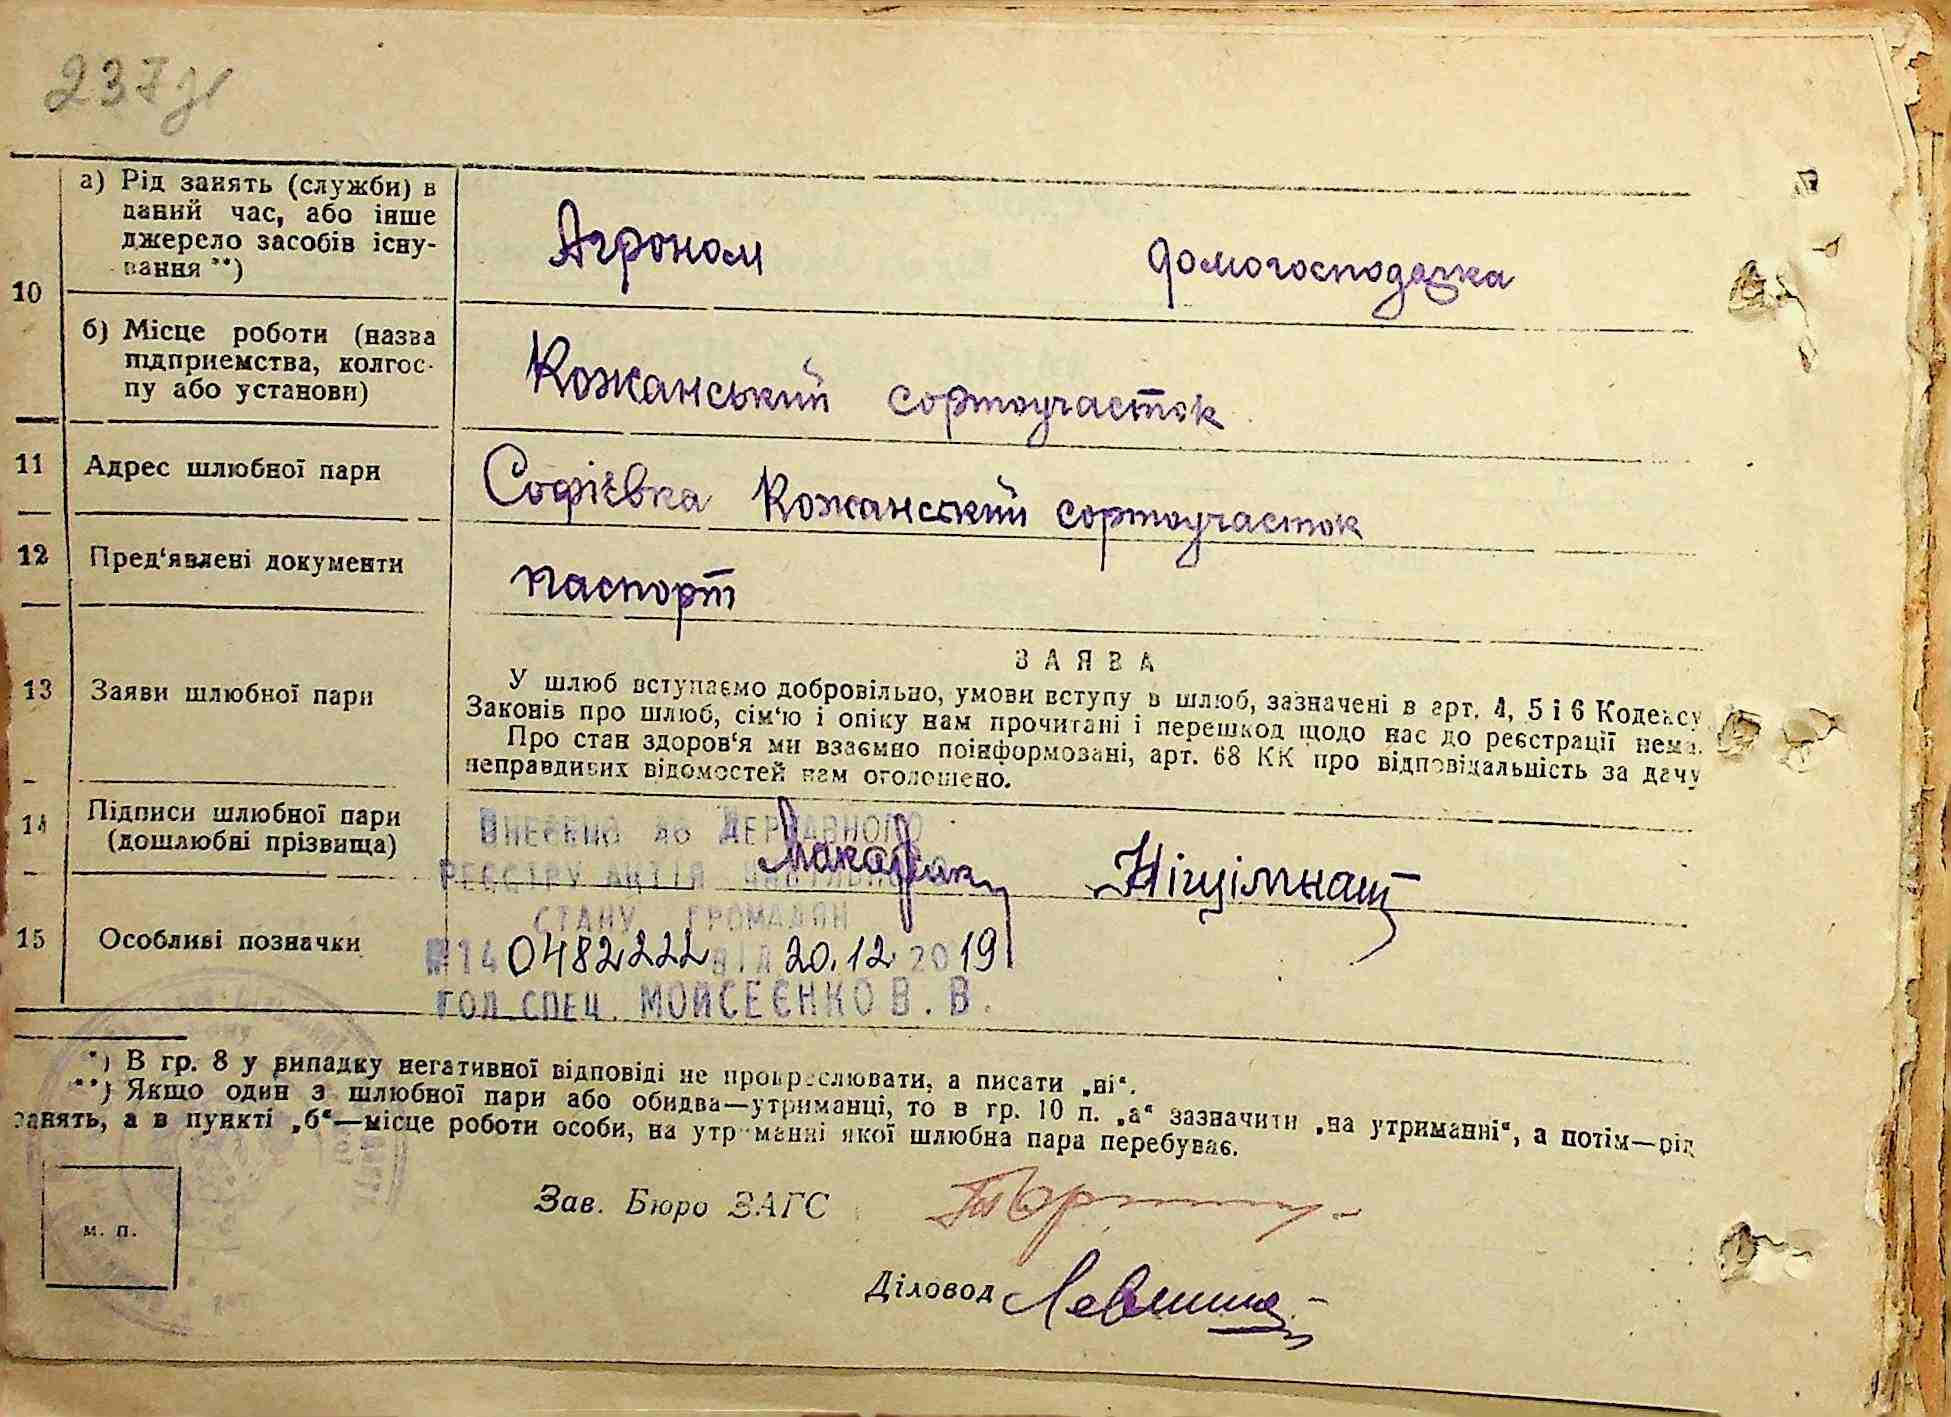 237
10
а) Рід занять (служби) в
даний час, або інше
джерело засобів існу-
вання **)
Агроном домогосподарка
б) Місце роботи (назва
підприємства, колгос-
пу або установи)
Кожанський сортоучасток
11 Адрес шлюбної пари
Софієвка Кожанський сортоучасток
12 Пред‘явлені документи
паспорт
13 Заяви шлюбної пари
ЗАЯВА
У шлюб вступаємо добровільно, умови вступу в шлюб, зазначені в арт. 4, 5 і 6 Кодексу
Законів про шлюб, сім‘ю і опіку нам прочитані і перешкод щодо нас до реєстрації нема.
Про стан здоров‘я ми взаємно поінформовані, арт. 68 КК про відповідальність за дачу
неправдивих відомостей нам оголошено.
14 Підписи шлюбної пари
(дошлюбні прізвища)
ВНЕСЕНО ДО ДЕРЖАВНОГО
РЕЄСТРУ АКТІВ ЦИВІЛЬНОГО
СТАНУ ГРОМАДЯН
15 Особливі позначки
№140482222 ВІД 20.12 2019
ГОЛ.СПЕЦ. МОЙСЕЄНКО В. В.
*) В гр. 8 у випадку негативної відповіді не прокреслювати, а писати „ні“.
**) Якщо один з шлюбної пари або обидва—утриманці, то в гр. 10 п. „а“ зазначити „на утриманні“, а потім—рід
занять, а в пункті „б“—місце роботи особи, на утриманні якої шлюбна пара перебуває.
Зав. Бюро ЗАГС
м. п.
Діловод